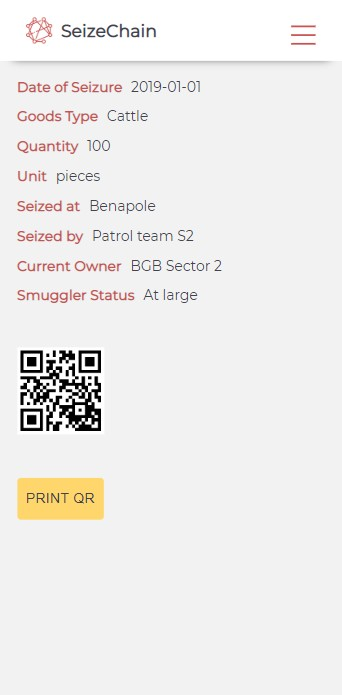 SeizeChain
Date of Seizure 2019-01-01
Goods Type Cattle
Quantity 100
Unit pieces
Seized at Benapole
Seized by Patrol team S2
Current Owner BGB Sector 2
Smuggler Status At large
PRINT QR